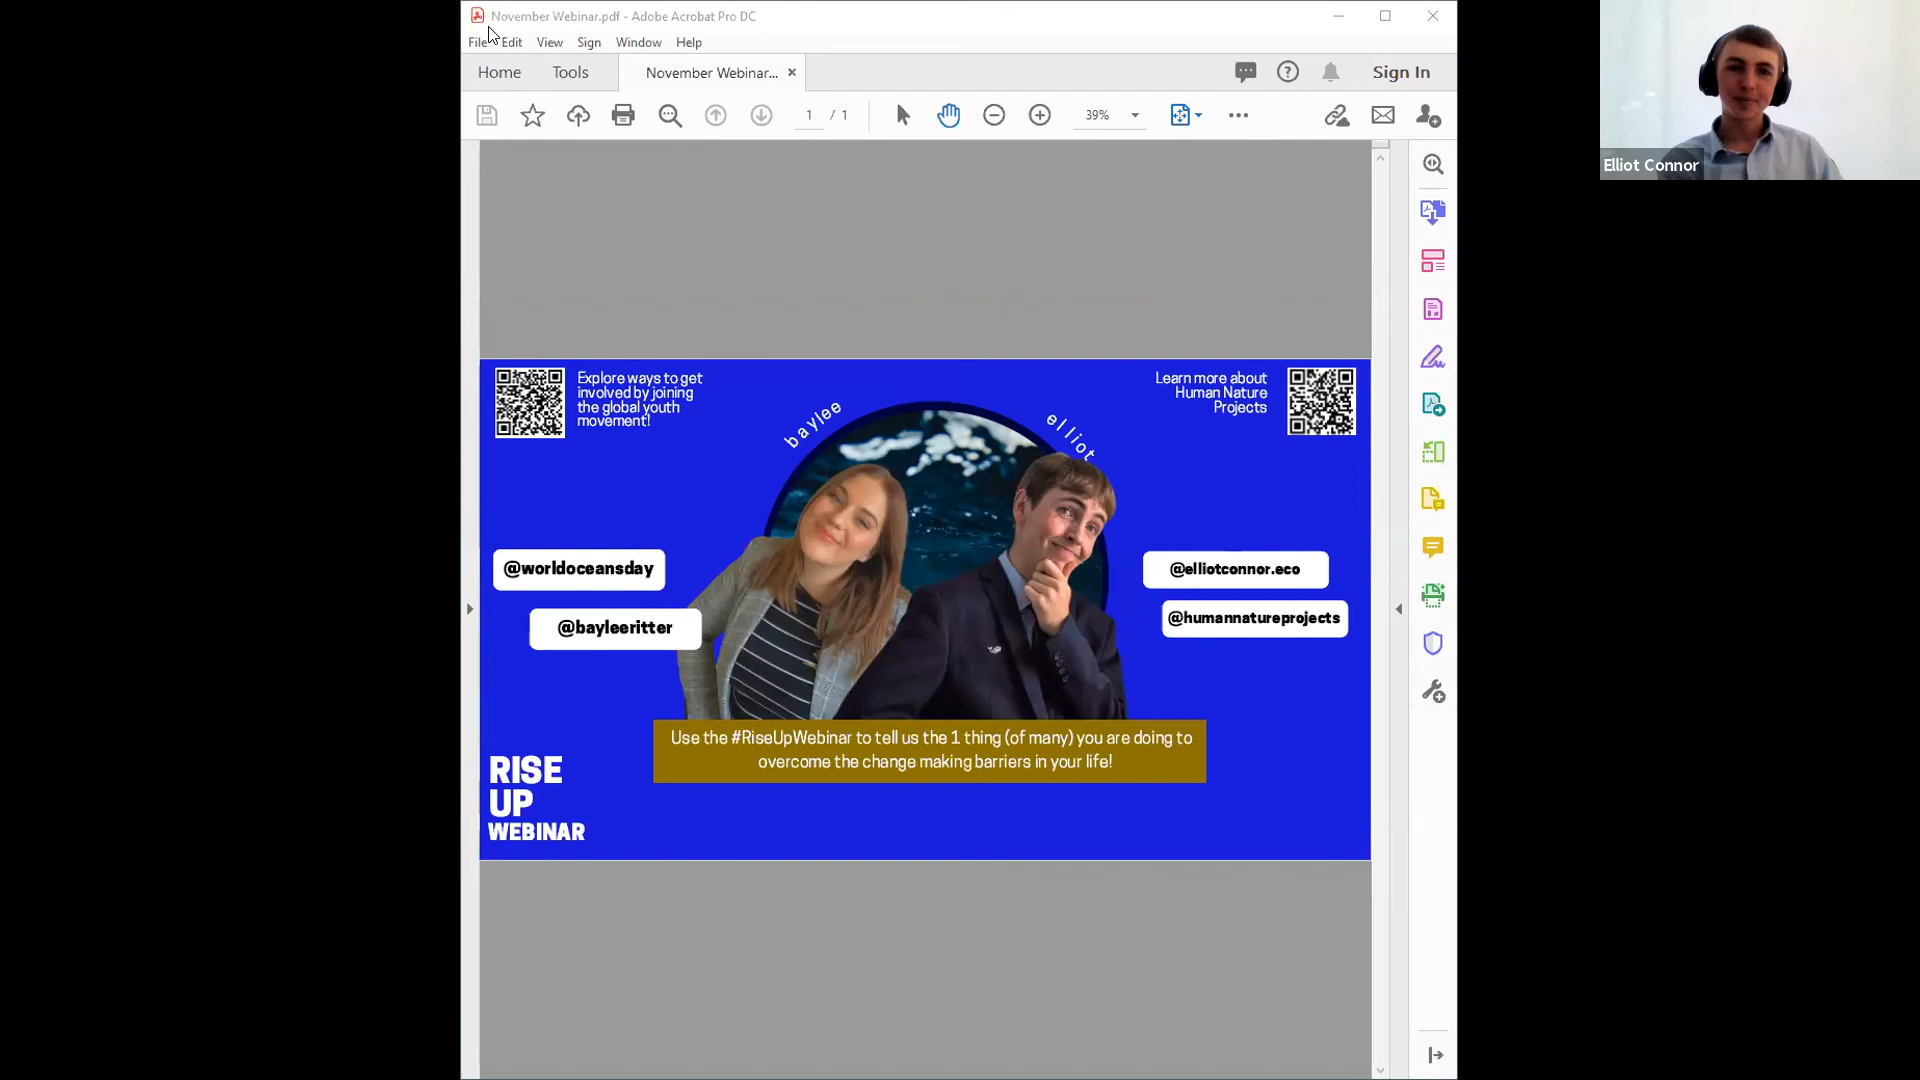 November Webinar.pdf - Adobe Acrobat Pro DC
File Edit View Sign Window Help
Home Tools November Webinar... × Sign In
1 / 1 39%
Elliot Connor
Explore ways to get
involved by joining
the global youth
movement!
baylee
elliot
Learn more about
Human Nature
Projects
@worldoceansday
@bayleeritter
@elliotconnor.eco
@humannatureprojects
Use the #RiseUpWebinar to tell us the 1 thing (of many) you are doing to
overcome the change making barriers in your life!
RISE
UP
WEBINAR